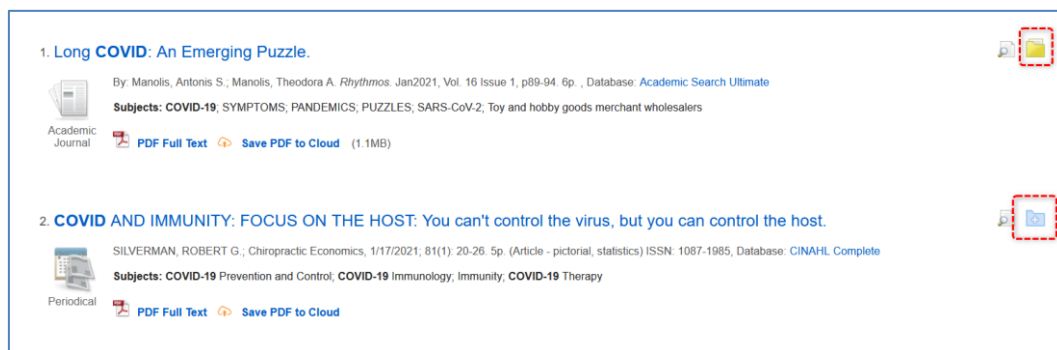 1. Long COVID: An Emerging Puzzle.
By: Manolis, Antonis S.; Manolis, Theodora A. Rhythmos. Jan2021, Vol. 16 Issue 1, p89-94. 6p. , Database: Academic Search Ultimate
Subjects: COVID-19; SYMPTOMS; PANDEMICS; PUZZLES; SARS-CoV-2; Toy and hobby goods merchant wholesalers
Academic
Journal
PDF Full Text Save PDF to Cloud (1.1MB)
2. COVID AND IMMUNITY: FOCUS ON THE HOST: You can't control the virus, but you can control the host.
SILVERMAN, ROBERT G.; Chiropractic Economics, 1/17/2021; 81(1): 20-26. 5p. (Article - pictorial, statistics) ISSN: 1087-1985, Database: CINAHL Complete
Subjects: COVID-19 Prevention and Control; COVID-19 Immunology; Immunity; COVID-19 Therapy
Periodical
PDF Full Text Save PDF to Cloud